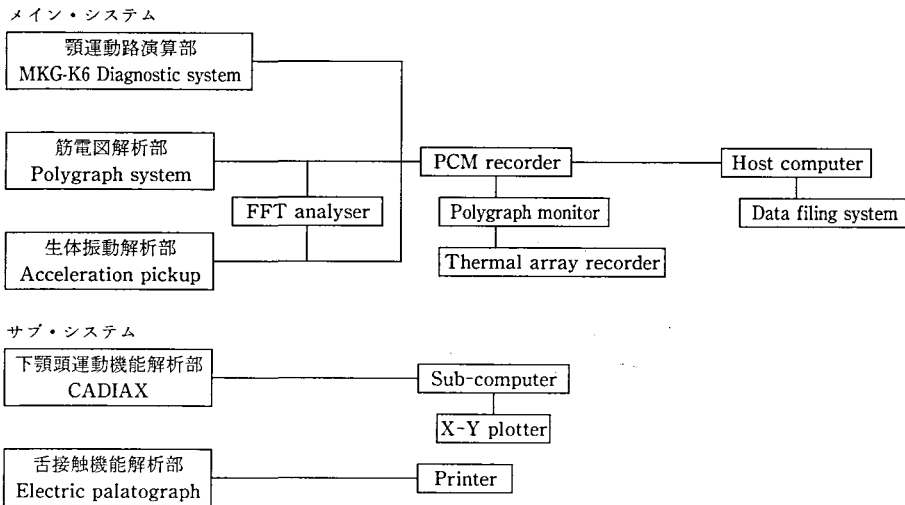 メイン・システム
顎運動路演算部
MKG-K6 Diagnostic system
筋電図解析部
Polygraph system
FFT analyser
生体振動解析部
Acceleration pickup
PCM recorder
Polygraph monitor
Thermal array recorder
Host computer
Data filing system
サブ・システム
下顎頭運動機能解析部
CADIAX
Sub-computer
X-Y plotter
舌接触機能解析部
Electric palatograph
Printer